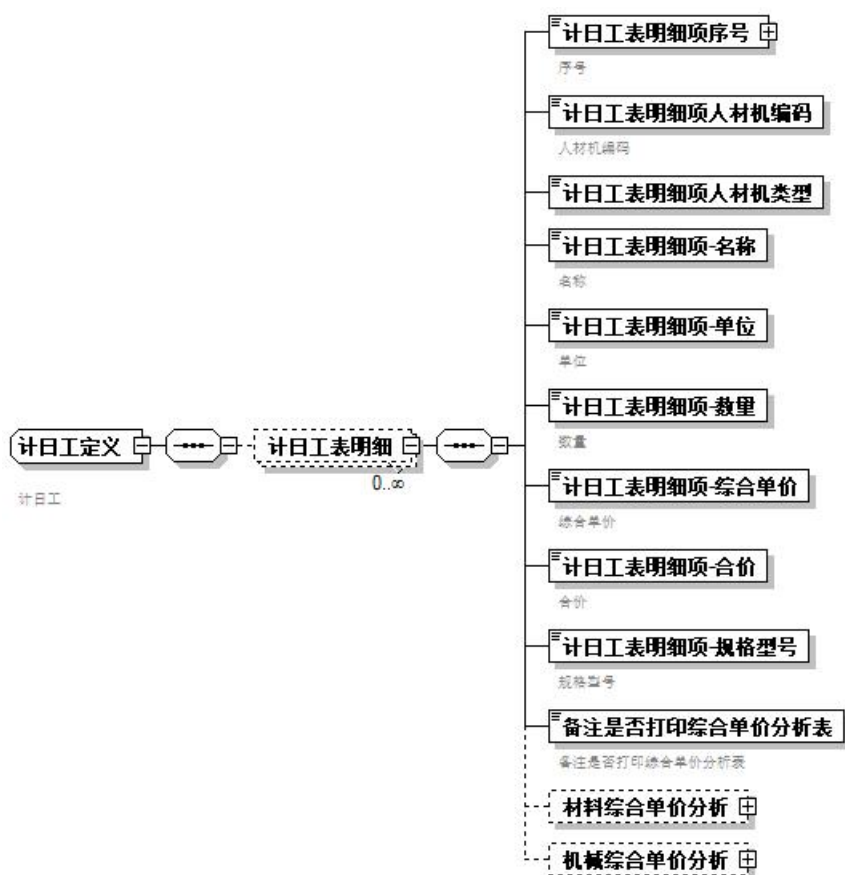 计日工表明细项序号
序号
计日工表明细项人材机编码
人材机编码
计日工表明细项人材机类型
计日工表明细项-名称
名称
计日工表明细项-单位
单位
计日工表明细项-数量
数量
计日工定义
计日工表明细
0..∞
计日工
计日工表明细项-综合单价
综合单价
计日工表明细项-合价
合价
计日工表明细项-规格型号
规格型号
备注是否打印综合单价分析表
备注是否打印综合单价分析表
材料综合单价分析
机械综合单价分析